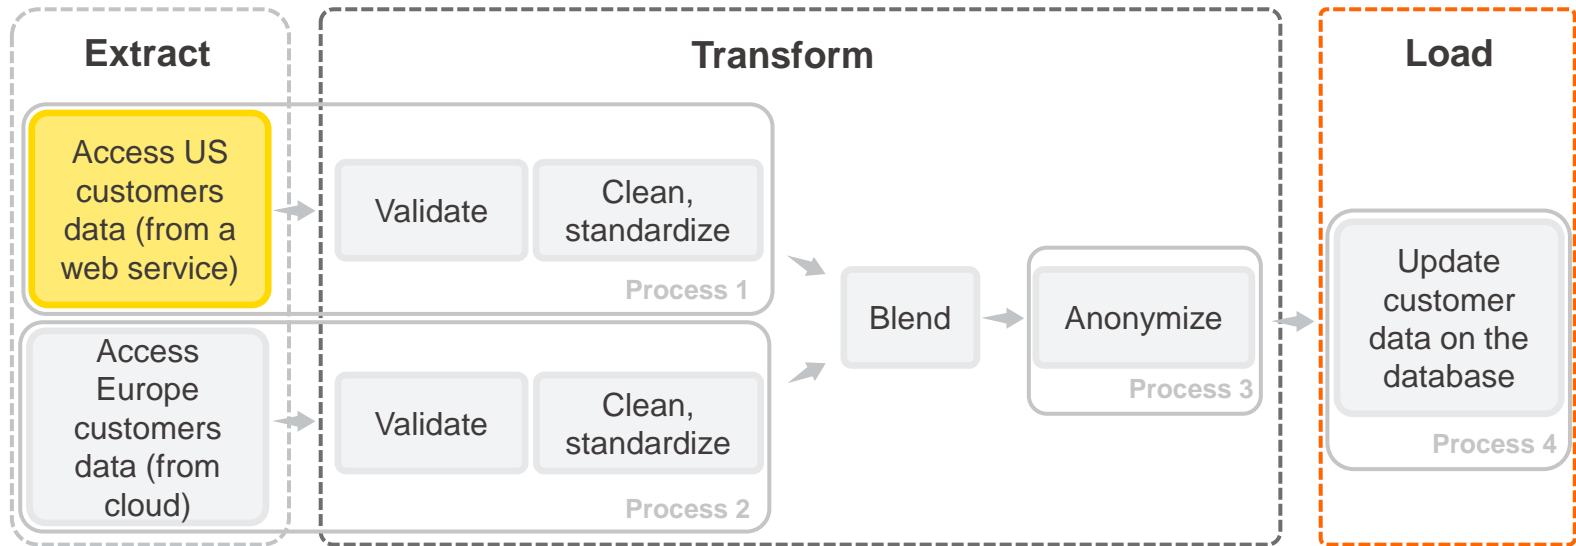 Extract
Transform
Load
Access US
customers
data (from a
web service)
Validate
Clean,
standardize
Process 1
Access
Europe
customers
data (from
cloud)
Validate
Clean,
standardize
Process 2
Blend
Anonymize
Process 3
Update
customer
data on the
database
Process 4